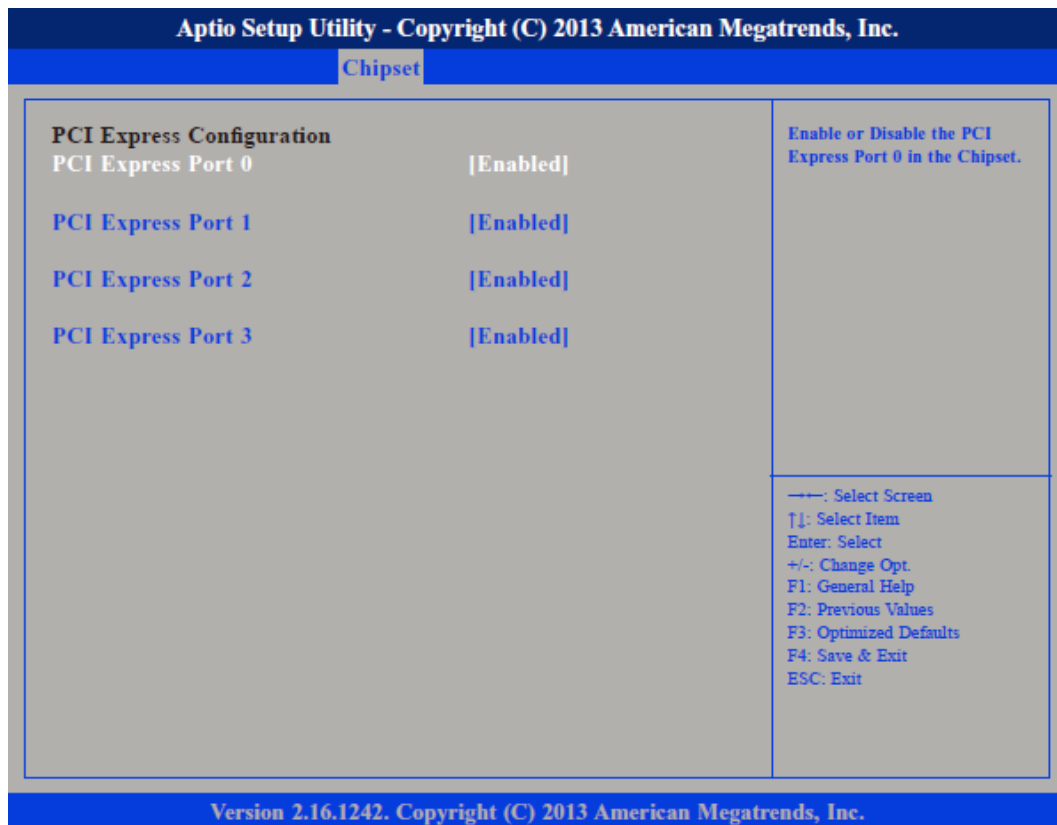 Aptio Setup Utility - Copyright (C) 2013 American Megatrends, Inc.
Chipset
PCI Express Configuration
PCI Express Port 0 [Enabled]
PCI Express Port 1 [Enabled]
PCI Express Port 2 [Enabled]
PCI Express Port 3 [Enabled]
Enable or Disable the PCI
Express Port 0 in the Chipset.
→←: Select Screen
↑↓: Select Item
Enter: Select
+/-: Change Opt.
F1: General Help
F2: Previous Values
F3: Optimized Defaults
F4: Save & Exit
ESC: Exit
Version 2.16.1242. Copyright (C) 2013 American Megatrends, Inc.